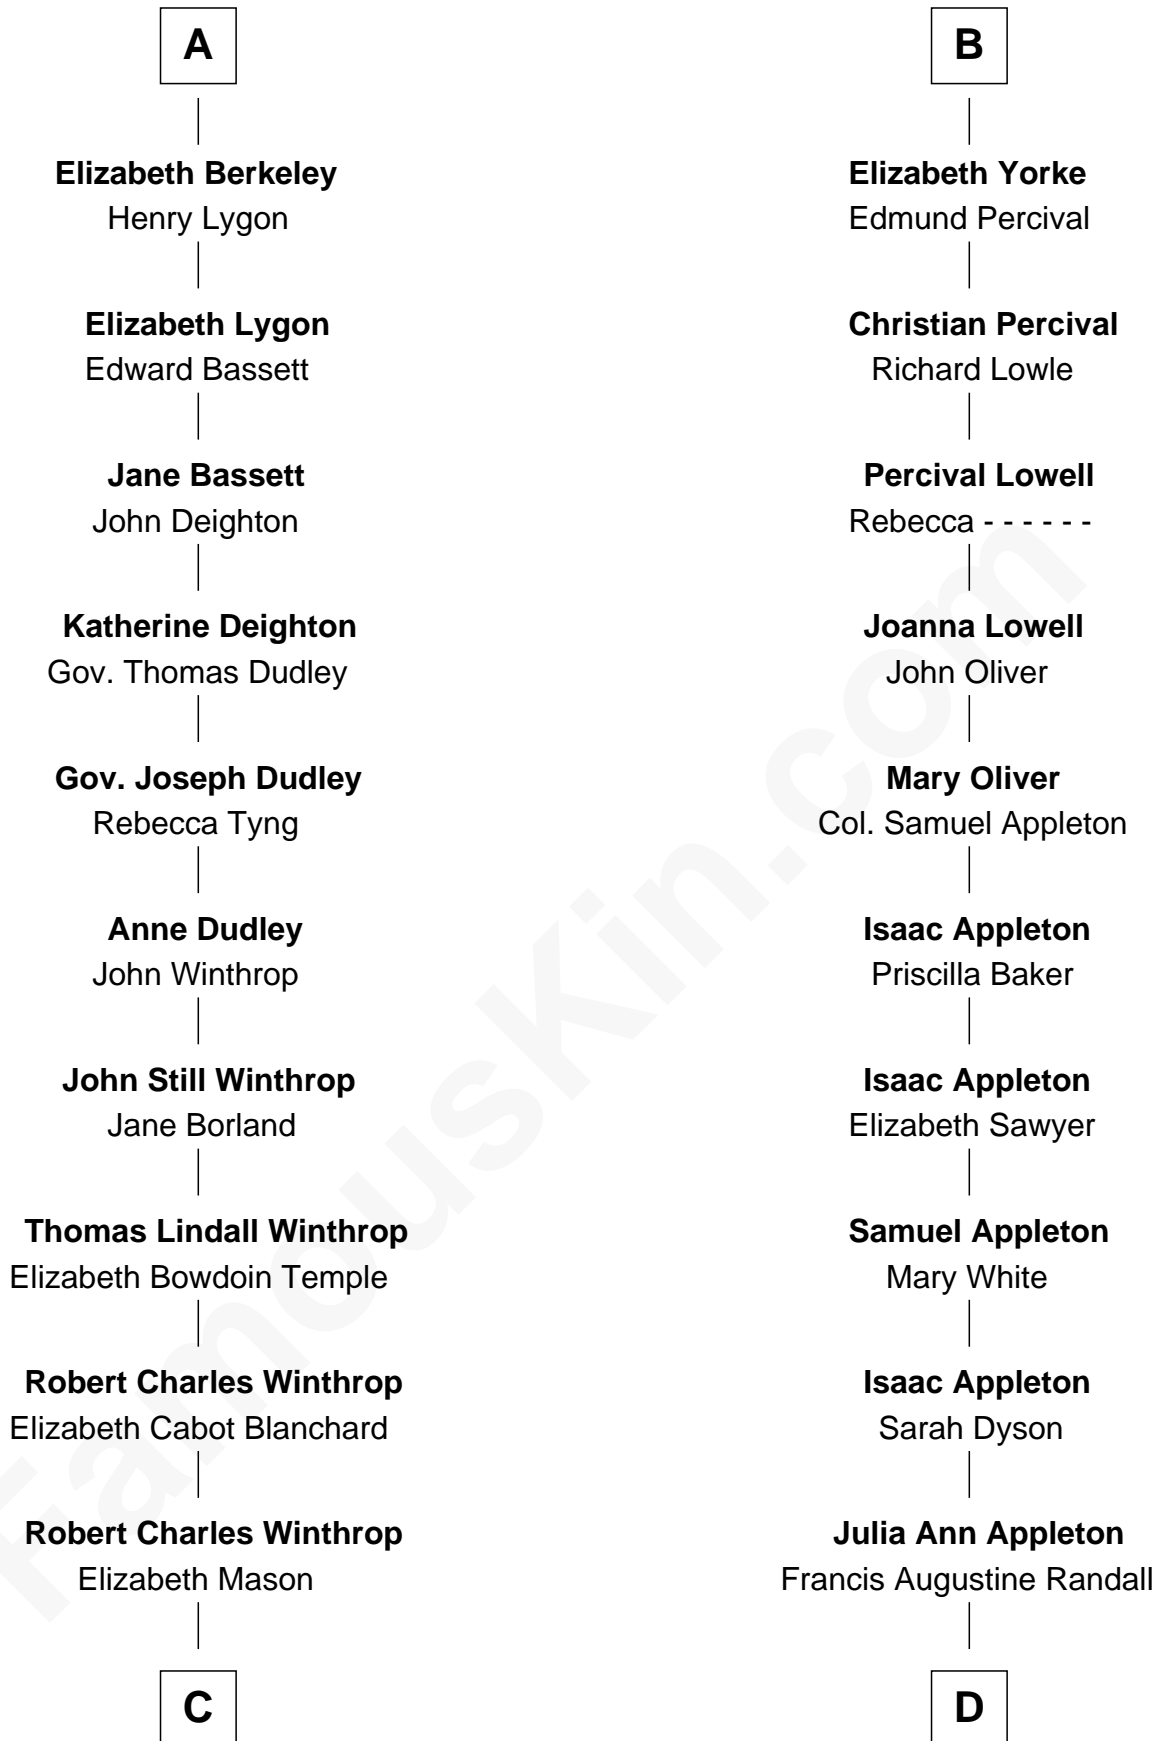 A
Elizabeth Berkeley
Henry Lygon
Elizabeth Lygon
Edward Bassett
Jane Bassett
John Deighton
Katherine Deighton
Gov. Thomas Dudley
Gov. Joseph Dudley
Rebecca Tyng
Anne Dudley
John Winthrop
John Still Winthrop
Jane Borland
Thomas Lindall Winthrop
Elizabeth Bowdoin Temple
Robert Charles Winthrop
Elizabeth Cabot Blanchard
Robert Charles Winthrop
Elizabeth Mason
C
B
Elizabeth Yorke
Edmund Percival
Christian Percival
Richard Lowle
Percival Lowell
Rebecca - - - - - -
Joanna Lowell
John Oliver
Mary Oliver
Col. Samuel Appleton
Isaac Appleton
Priscilla Baker
Isaac Appleton
Elizabeth Sawyer
Samuel Appleton
Mary White
Isaac Appleton
Sarah Dyson
Julia Ann Appleton
Francis Augustine Randall
D
FamousKin.com